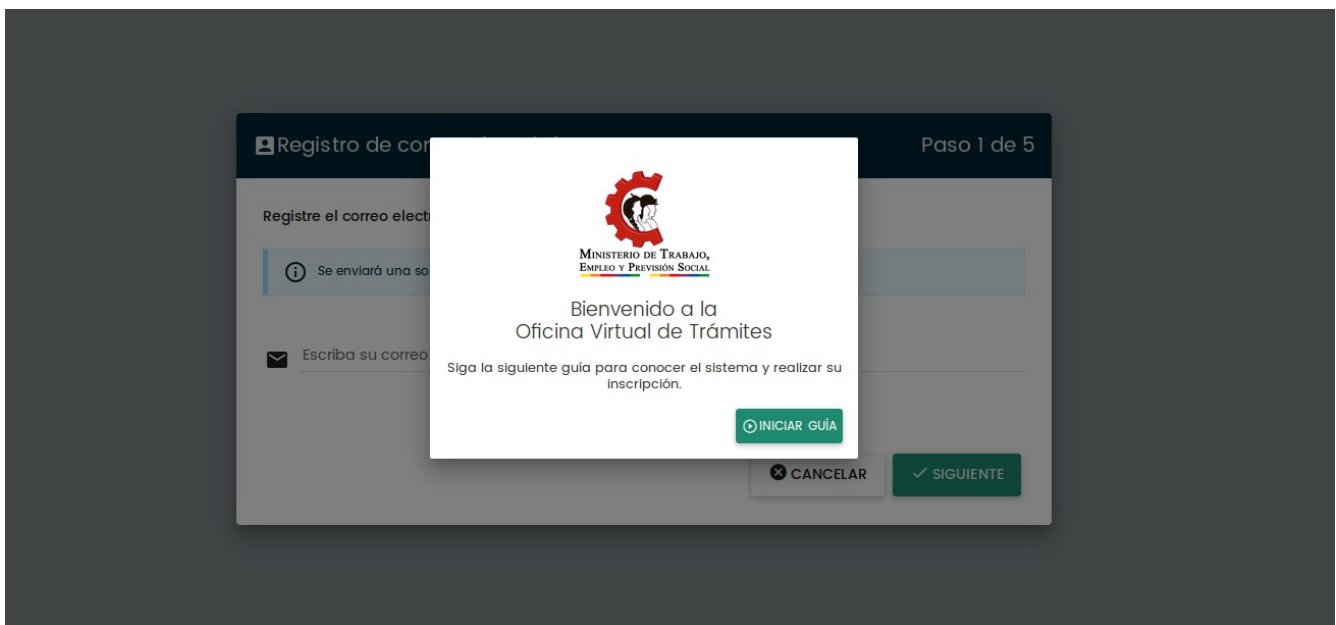 Registro de cor
Paso 1 de 5
Registre el correo elect
Se enviará una so
Escriba su correo
MINISTERIO DE TRABAJO,
EMPLEO Y PREVISIÓN SOCIAL
Bienvenido a la
Oficina Virtual de Trámites
Siga la siguiente guía para conocer el sistema y realizar su
inscripción.
INICIAR GUÍA
CANCELAR
SIGUIENTE